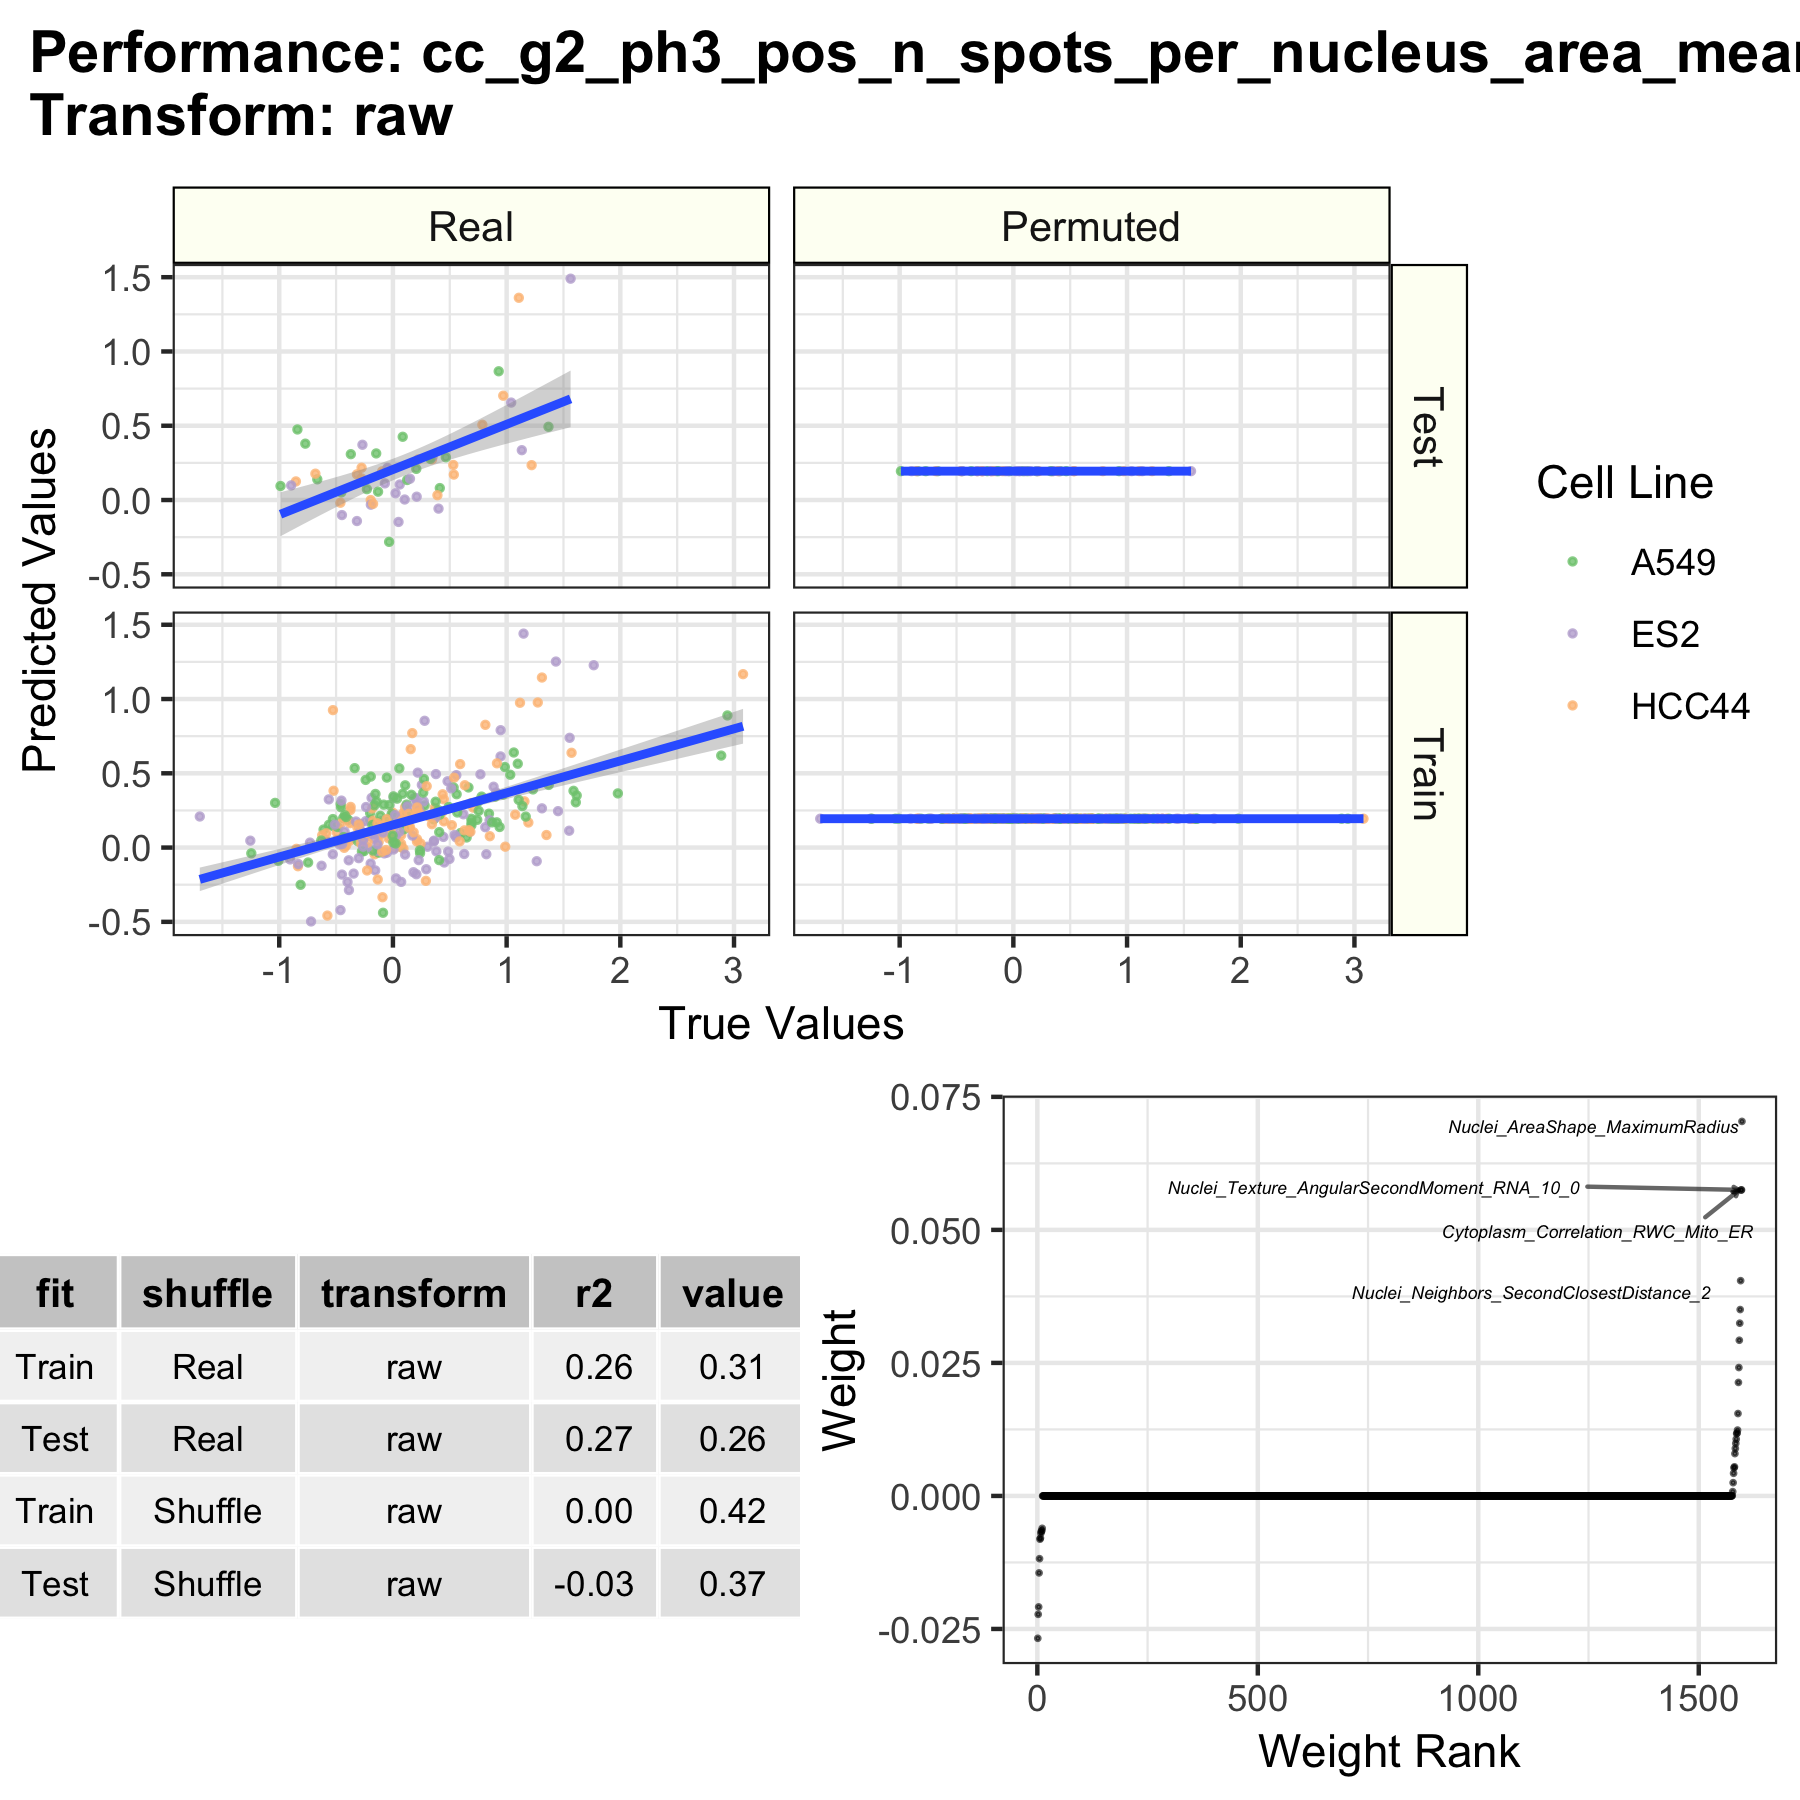 Performance: cc_g2_ph3_pos_n_spots_per_nucleus_area_mean
Transform: raw
Real
Permuted
1.5
1.0
0.5
0.0
-0.5
Test
1.5
1.0
0.5
0.0
-0.5
Train
Predicted Values
-1 0 1 2 3
-1 0 1 2 3
True Values
Cell Line
A549
ES2
HCC44
fit shuffle transform r2 value
Train Real raw 0.26 0.31
Test Real raw 0.27 0.26
Train Shuffle raw 0.00 0.42
Test Shuffle raw -0.03 0.37
Weight
0.075
0.050
0.025
0.000
-0.025
Nuclei_AreaShape_MaximumRadius
Nuclei_Texture_AngularSecondMoment_RNA_10_0
Cytoplasm_Correlation_RWC_Mito_ER
Nuclei_Neighbors_SecondClosestDistance_2
0 500 1000 1500
Weight Rank